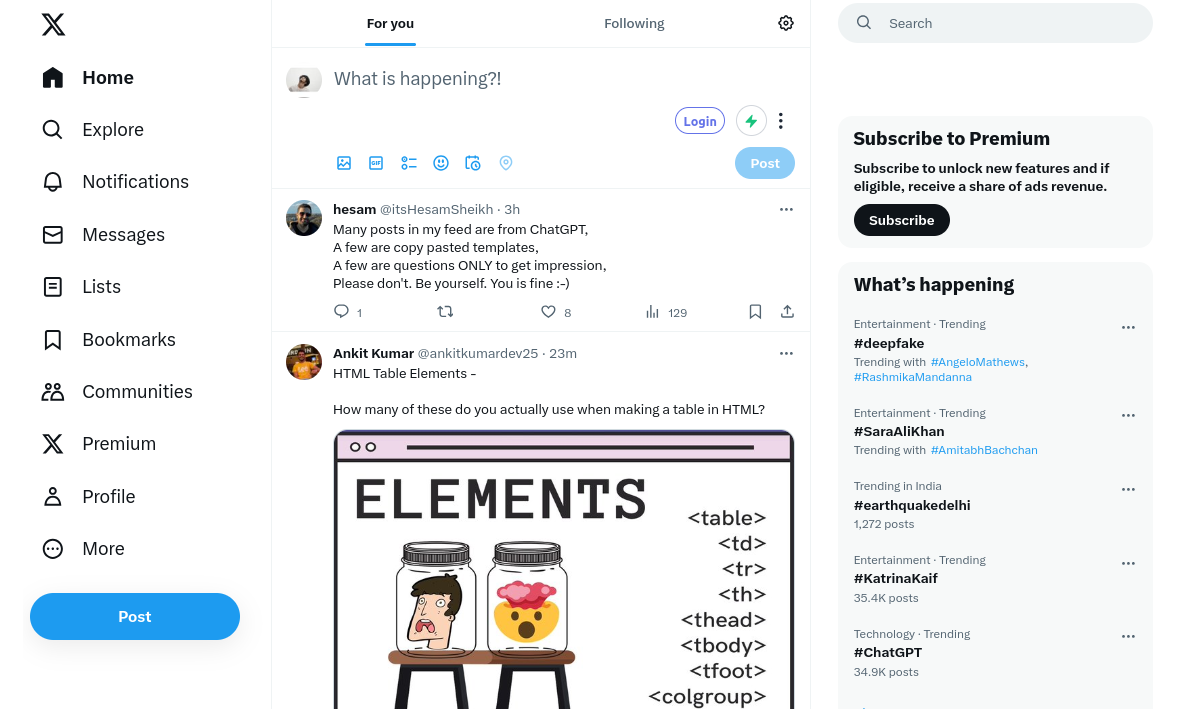 For you
Following
Search
Home
Explore
Notifications
Messages
Lists
Bookmarks
Communities
Premium
Profile
More
Post
What is happening?!
Login
GIF
Post
hesam @itsHesamSheikh · 3h
Many posts in my feed are from ChatGPT,
A few are copy pasted templates,
A few are questions ONLY to get impression,
Please don't. Be yourself. You is fine :-)
1
8
129
Ankit Kumar @ankitkumardev25 · 23m
HTML Table Elements -
How many of these do you actually use when making a table in HTML?
ELEMENTS
<table>
<td>
<tr>
<th>
<thead>
<tbody>
<tfoot>
<colgroup>
Subscribe to Premium
Subscribe to unlock new features and if
eligible, receive a share of ads revenue.
Subscribe
What's happening
Entertainment · Trending
#deepfake
Trending with #AngeloMathews,
#RashmikaMandanna
Entertainment · Trending
#SaraAliKhan
Trending with #AmitabhBachchan
Trending in India
#earthquakedelhi
1,272 posts
Entertainment · Trending
#KatrinaKaif
35.4K posts
Technology · Trending
#ChatGPT
34.9K posts